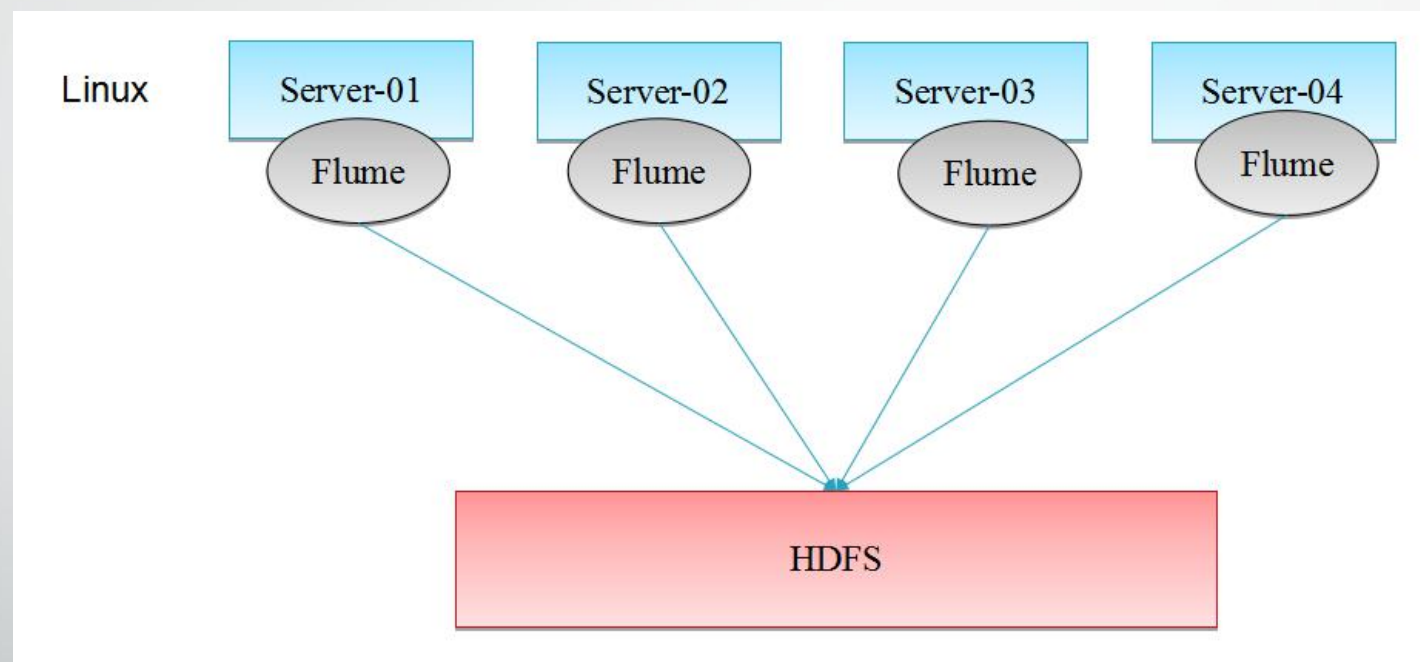 Linux
Server-01
Server-02
Server-03
Server-04
Flume
Flume
Flume
Flume
HDFS